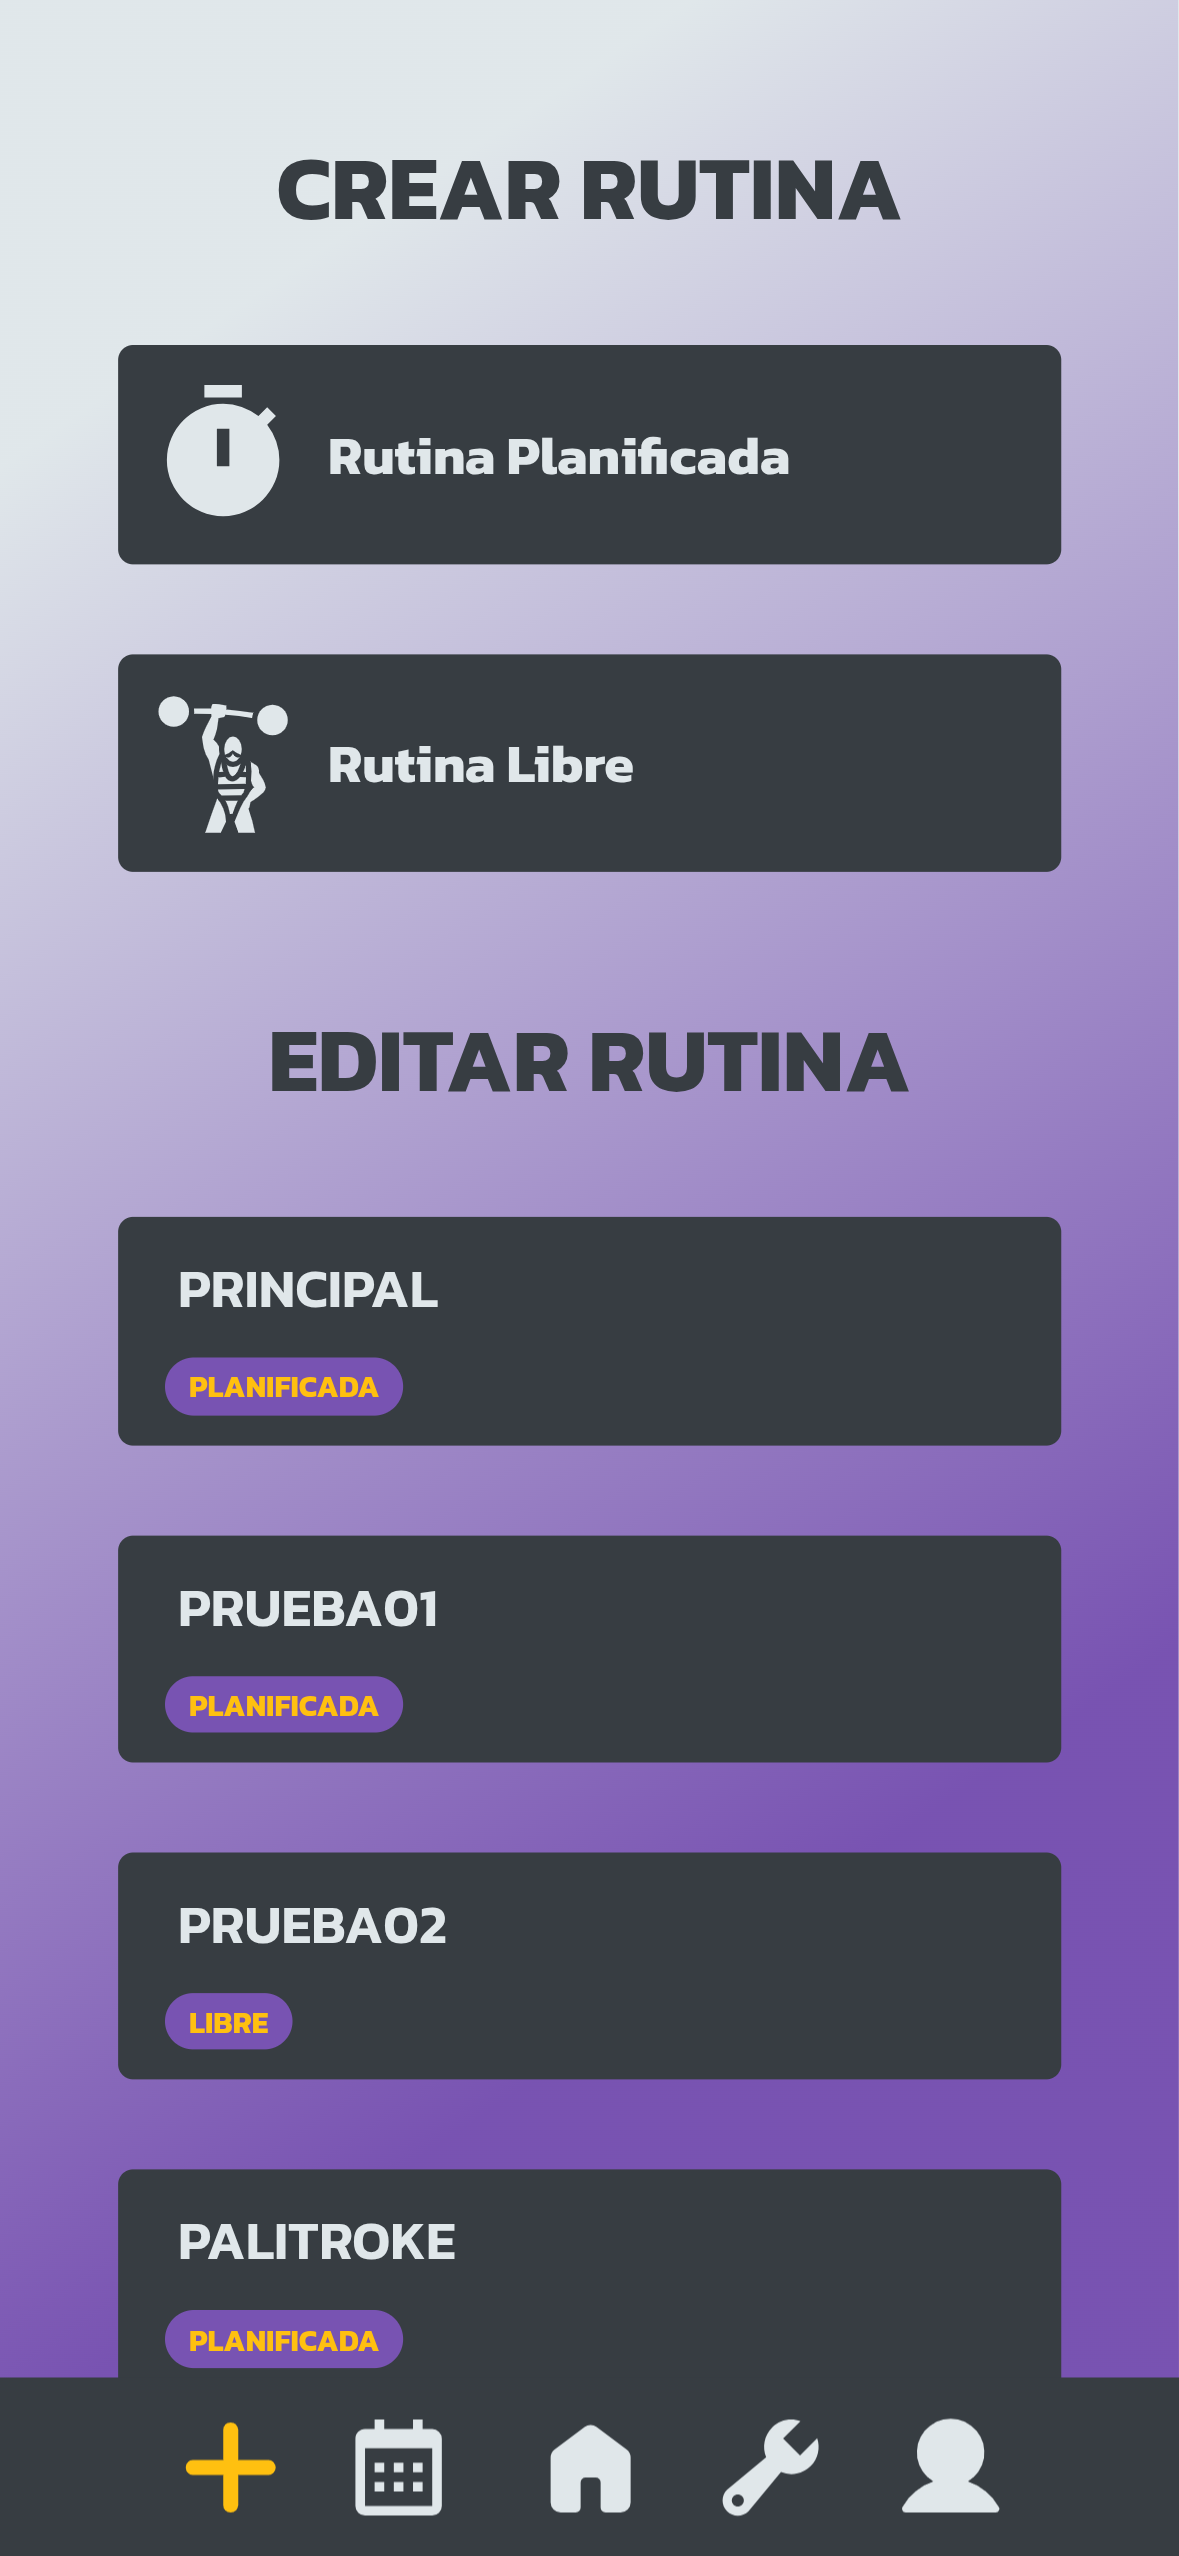 CREAR RUTINA
Rutina Planificada
Rutina Libre
EDITAR RUTINA
PRINCIPAL
PLANIFICADA
PRUEBA01
PLANIFICADA
PRUEBA02
LIBRE
PALITROKE
PLANIFICADA